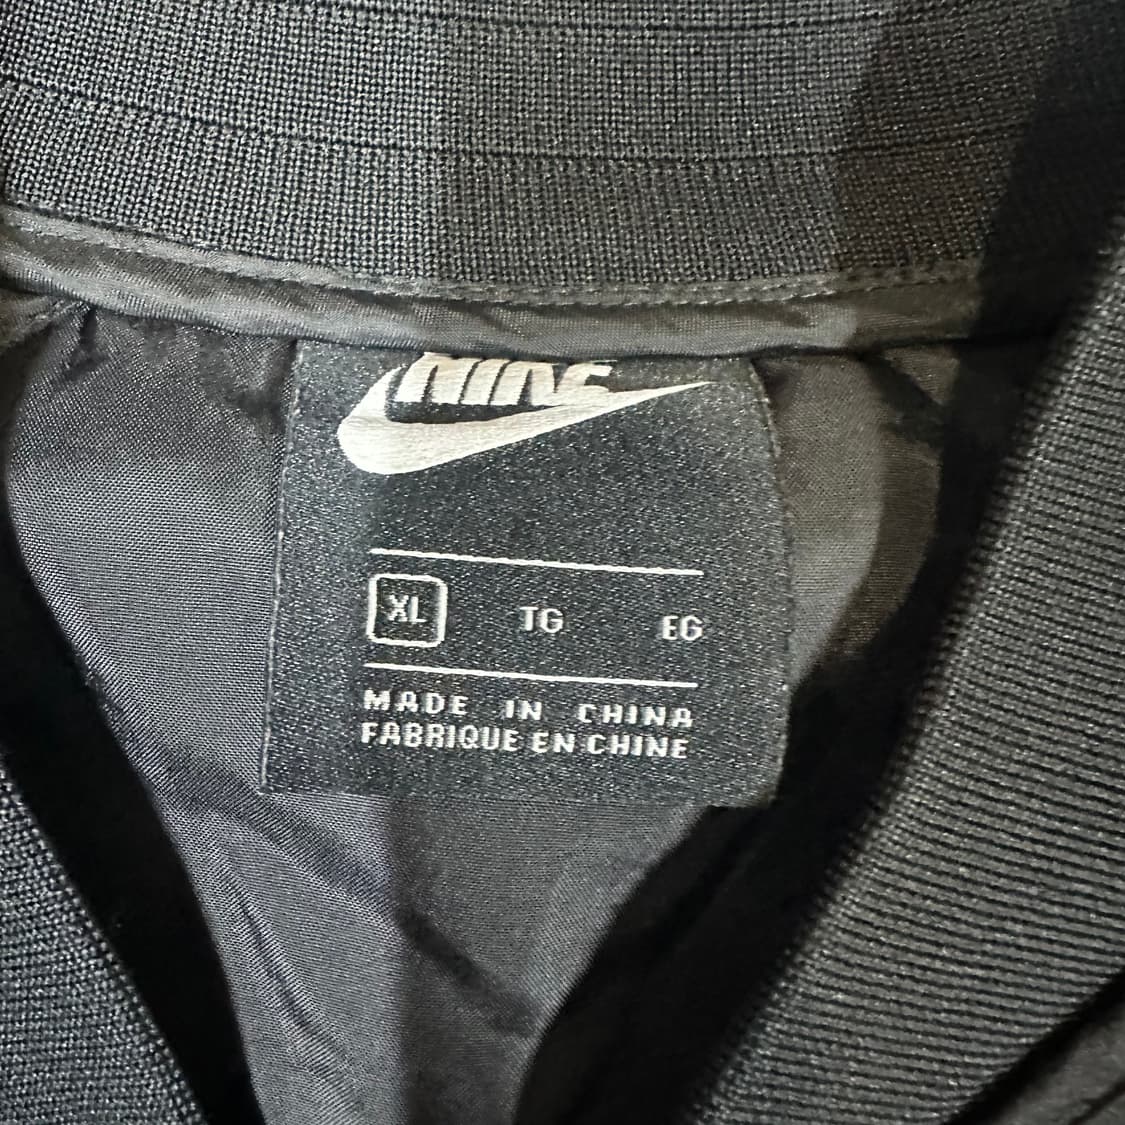 NIKE
XL TG EG
MADE IN CHINA
FABRIQUE EN CHINE